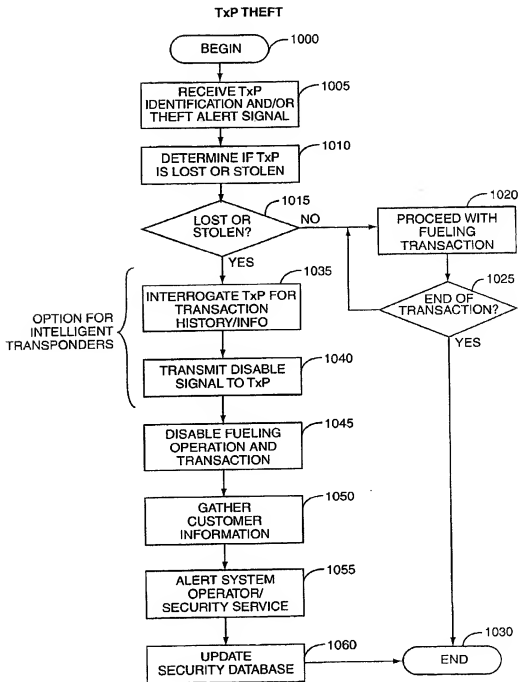 TxP THEFT
BEGIN
1000
RECEIVE TxP
IDENTIFICATION AND/OR
THEFT ALERT SIGNAL
1005
DETERMINE IF TxP
IS LOST OR STOLEN
1010
LOST OR
STOLEN?
1015
NO
YES
PROCEED WITH
FUELING
TRANSACTION
1020
END OF
TRANSACTION?
1025
YES
OPTION FOR
INTELLIGENT
TRANSPONDERS
INTERROGATE TxP FOR
TRANSACTION
HISTORY/INFO
1035
TRANSMIT DISABLE
SIGNAL TO TxP
1040
DISABLE FUELING
OPERATION AND
TRANSACTION
1045
GATHER
CUSTOMER
INFORMATION
1050
ALERT SYSTEM
OPERATOR/
SECURITY SERVICE
1055
UPDATE
SECURITY DATABASE
1060
END
1030